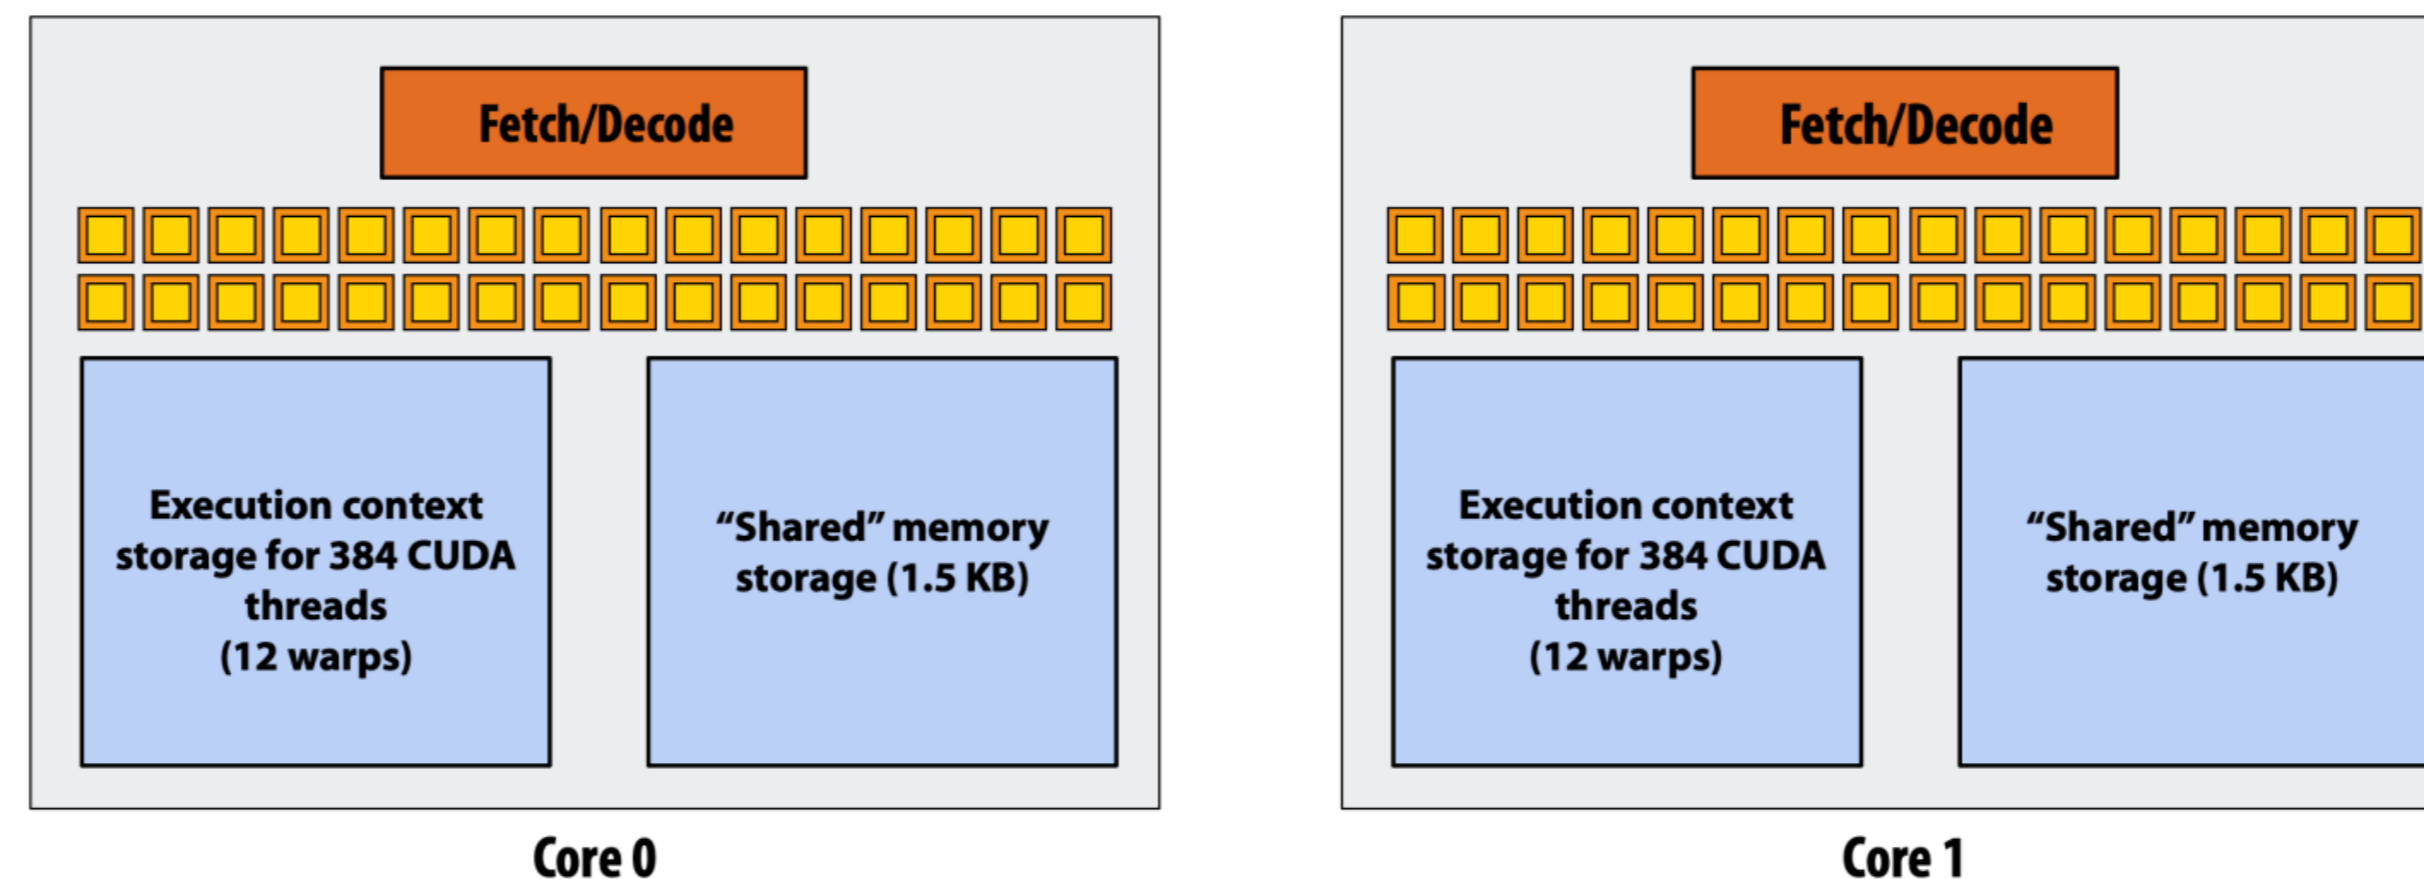 Fetch/Decode
Execution context
storage for 384 CUDA
threads
(12 warps)
“Shared” memory
storage (1.5 KB)
Core 0
Fetch/Decode
Execution context
storage for 384 CUDA
threads
(12 warps)
“Shared” memory
storage (1.5 KB)
Core 1